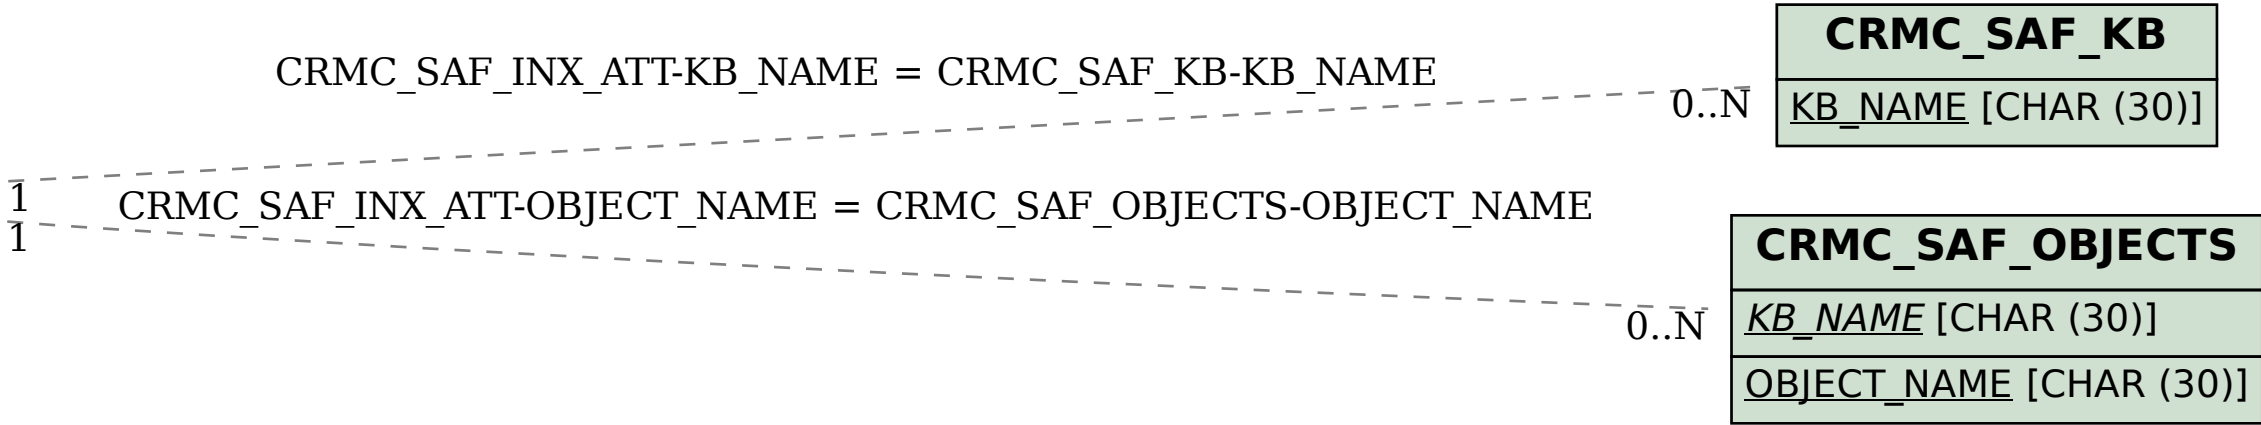 CRMC_SAF_KB
CRMC_SAF_INX_ATT-KB_NAME = CRMC_SAF_KB-KB_NAME
0..N
KB_NAME [CHAR (30)]
1
CRMC_SAF_INX_ATT-OBJECT_NAME = CRMC_SAF_OBJECTS-OBJECT_NAME
1
CRMC_SAF_OBJECTS
0..N
KB_NAME [CHAR (30)]
OBJECT_NAME [CHAR (30)]